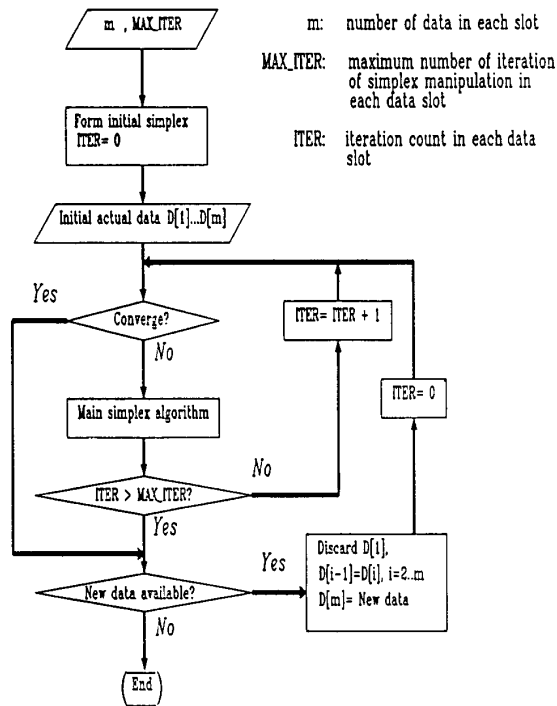 m , MAX_ITER
m: number of data in each slot
MAX_ITER: maximum number of iteration
of simplex manipulation in
each data slot
ITER: iteration count in each data
slot
Form initial simplex
ITER= 0
Initial actual data D[1]...D[m]
Yes
Converge?
No
ITER= ITER + 1
ITER= 0
Main simplex algorithm
ITER > MAX_ITER?
No
Yes
New data available?
Yes
No
Discard D[1],
D[i-1]=D[i], i=2..m
D[m]= New data
End